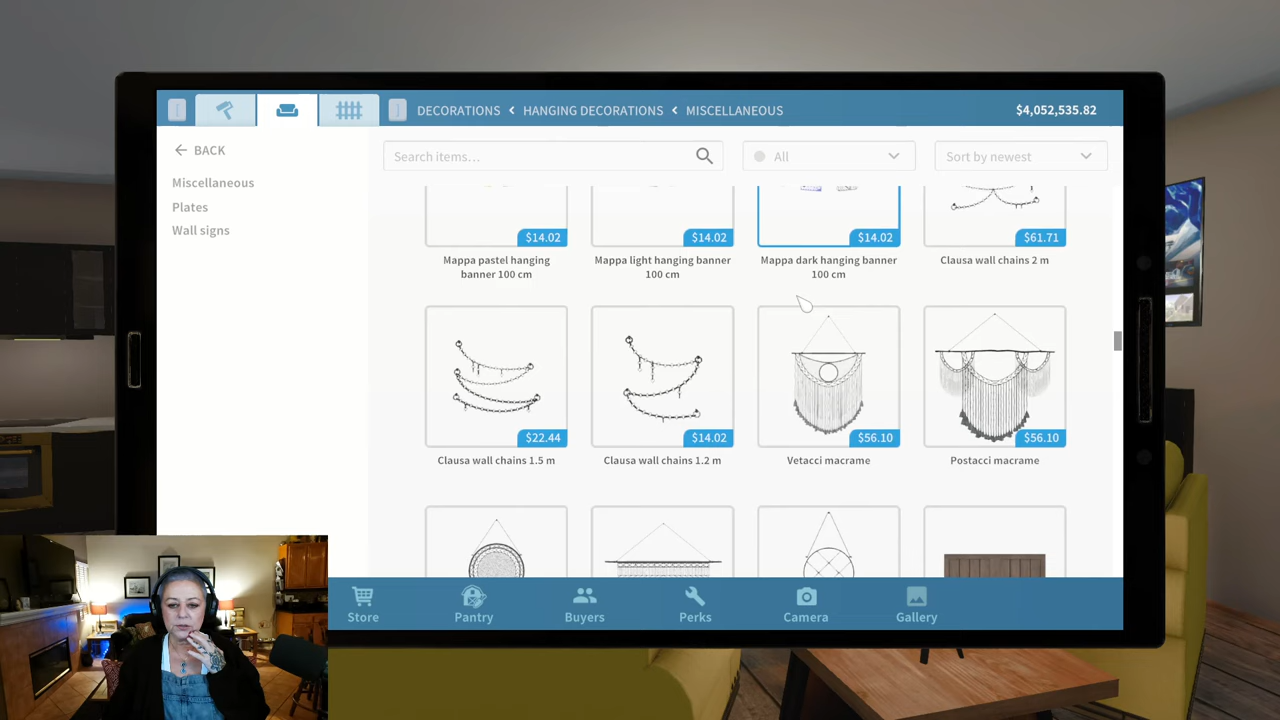 DECORATIONS < HANGING DECORATIONS < MISCELLANEOUS
$4,052,535.82
BACK
Search items...
All
Sort by newest
Miscellaneous
Plates
Wall signs
$14.02
$14.02
$14.02
$61.71
Mappa pastel hanging
banner 100 cm
Mappa light hanging banner
100 cm
Mappa dark hanging banner
100 cm
Clausa wall chains 2 m
$22.44
$14.02
$56.10
$56.10
Clausa wall chains 1.5 m
Clausa wall chains 1.2 m
Vetacci macrame
Postacci macrame
Store
Pantry
Buyers
Perks
Camera
Gallery